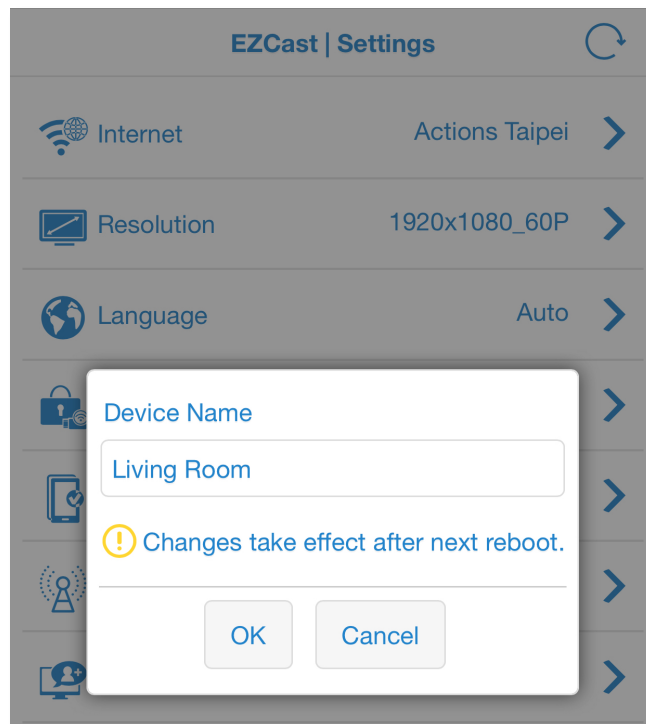 EZCast | Settings
Internet Actions Taipei
Resolution 1920x1080_60P
Language Auto
Device Name
Living Room
Changes take effect after next reboot.
OK Cancel